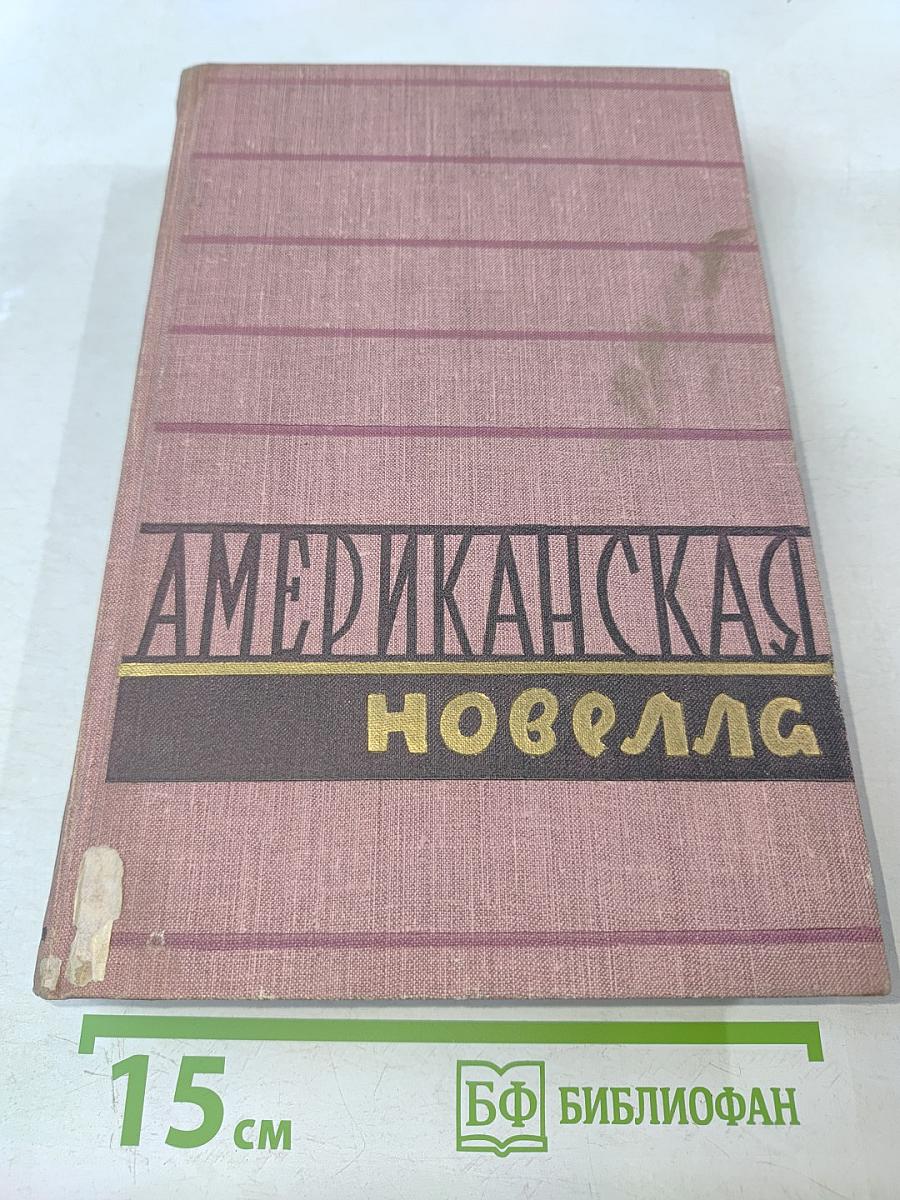 АМЕРИКАНСКАЯ
новелла
15 см
БФ БИБЛИОФАН